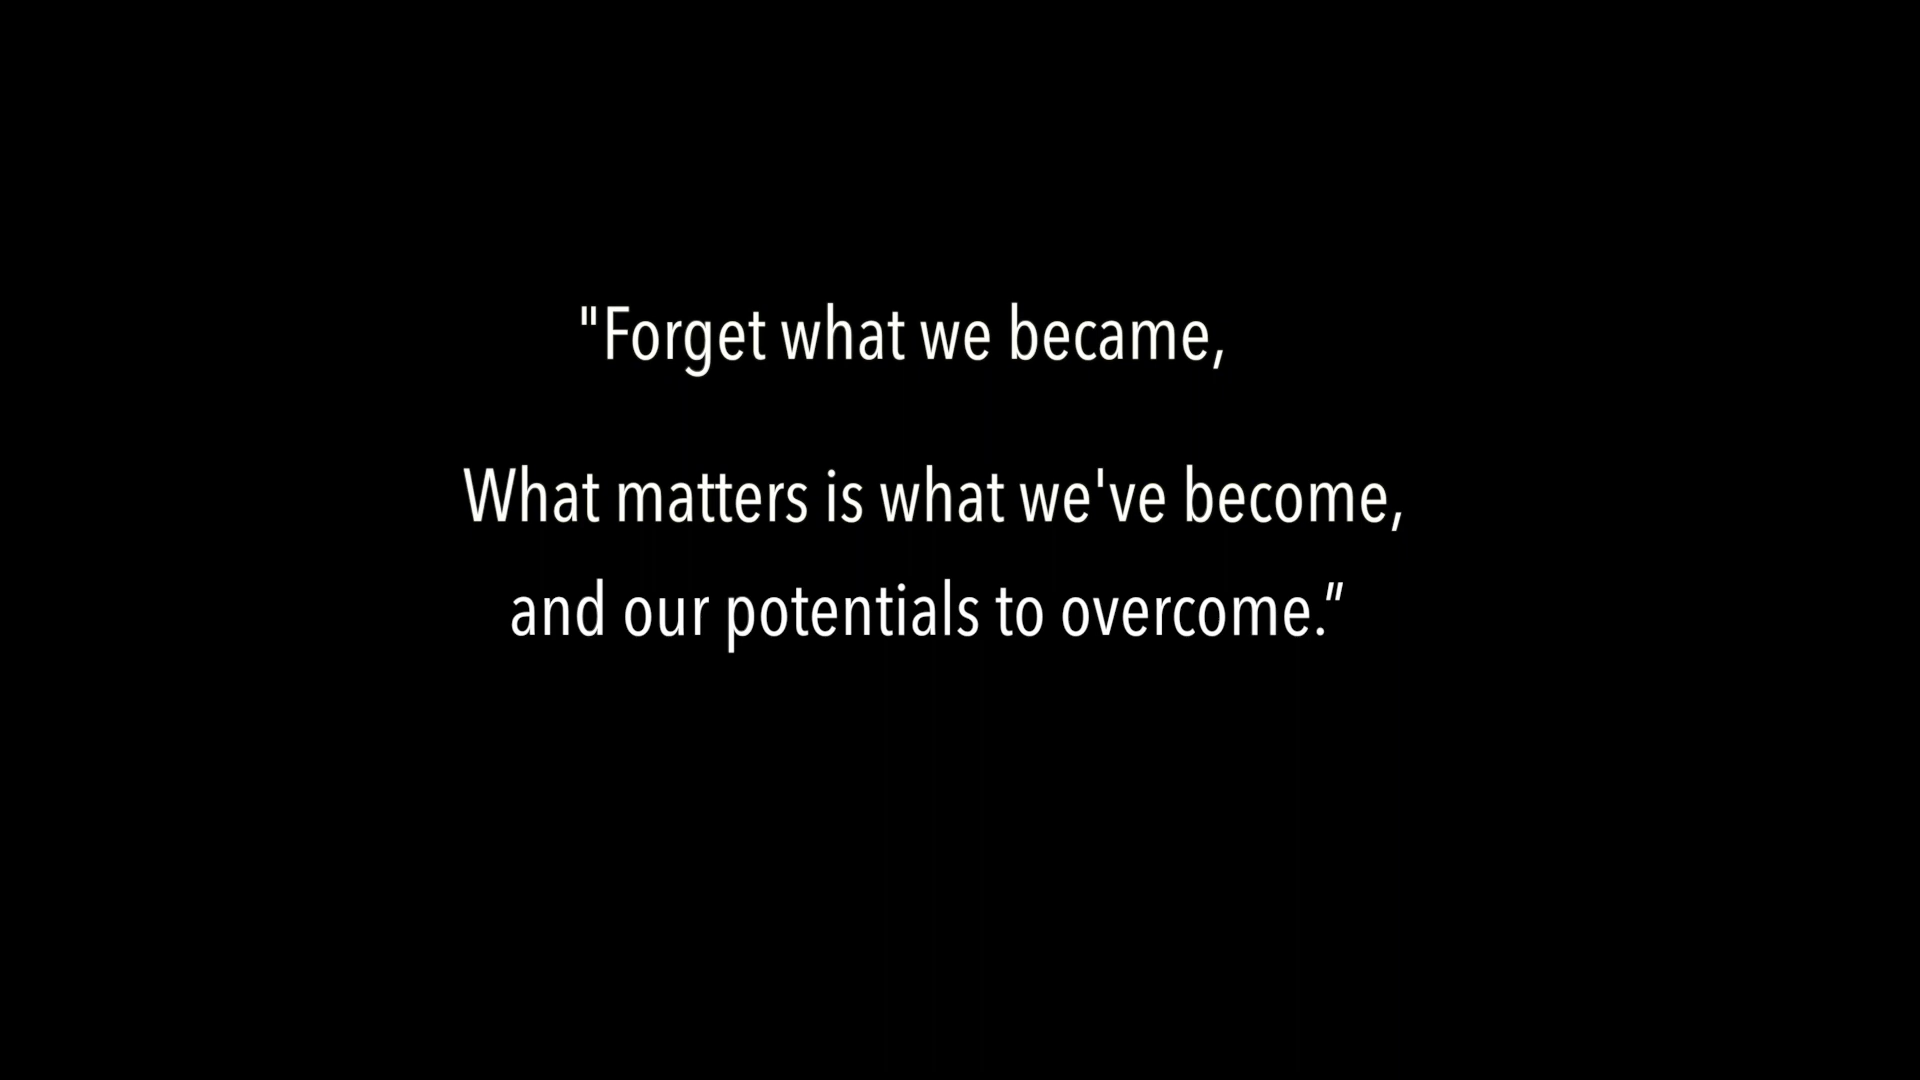 "Forget what we became,
What matters is what we've become,
and our potentials to overcome.”